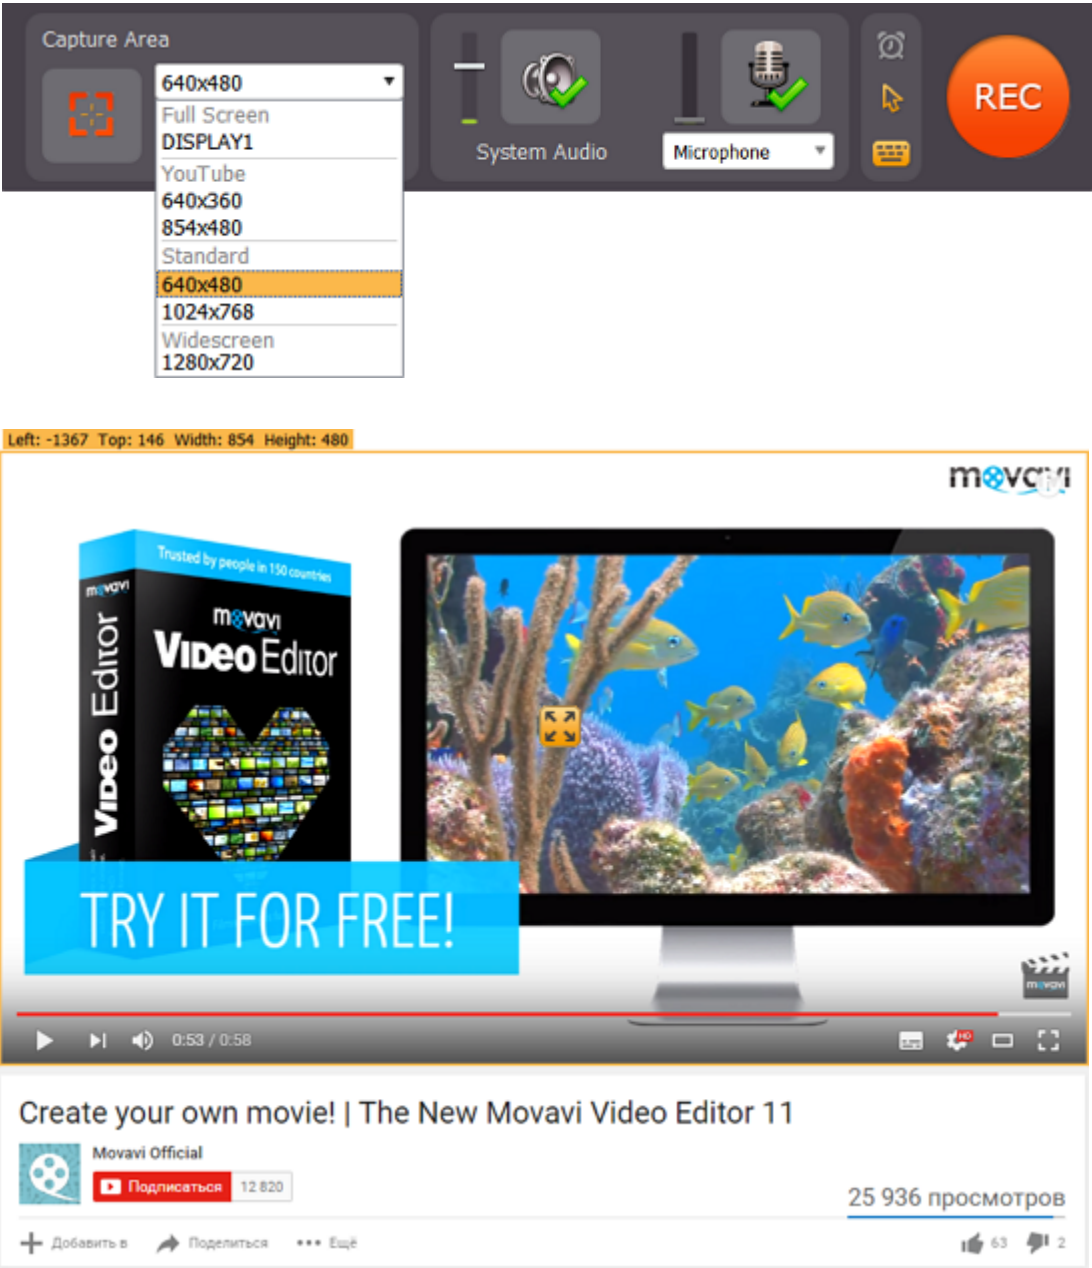 Capture Area
640x480
Full Screen
DISPLAY1
YouTube
640x360
854x480
Standard
640x480
1024x768
Widescreen
1280x720
System Audio
Microphone
REC
Left: -1367 Top: 146 Width: 854 Height: 480
movavi
Trusted by people in 150 countries
movavi
movavi
VIDEO EDITOR
VIDEO EDITOR
TRY IT FOR FREE!
movavi
0:53 / 0:58
HD
Create your own movie! | The New Movavi Video Editor 11
Movavi Official
Подписаться 12 820
25 936 просмотров
Добавить в Поделиться Ещё 63 2